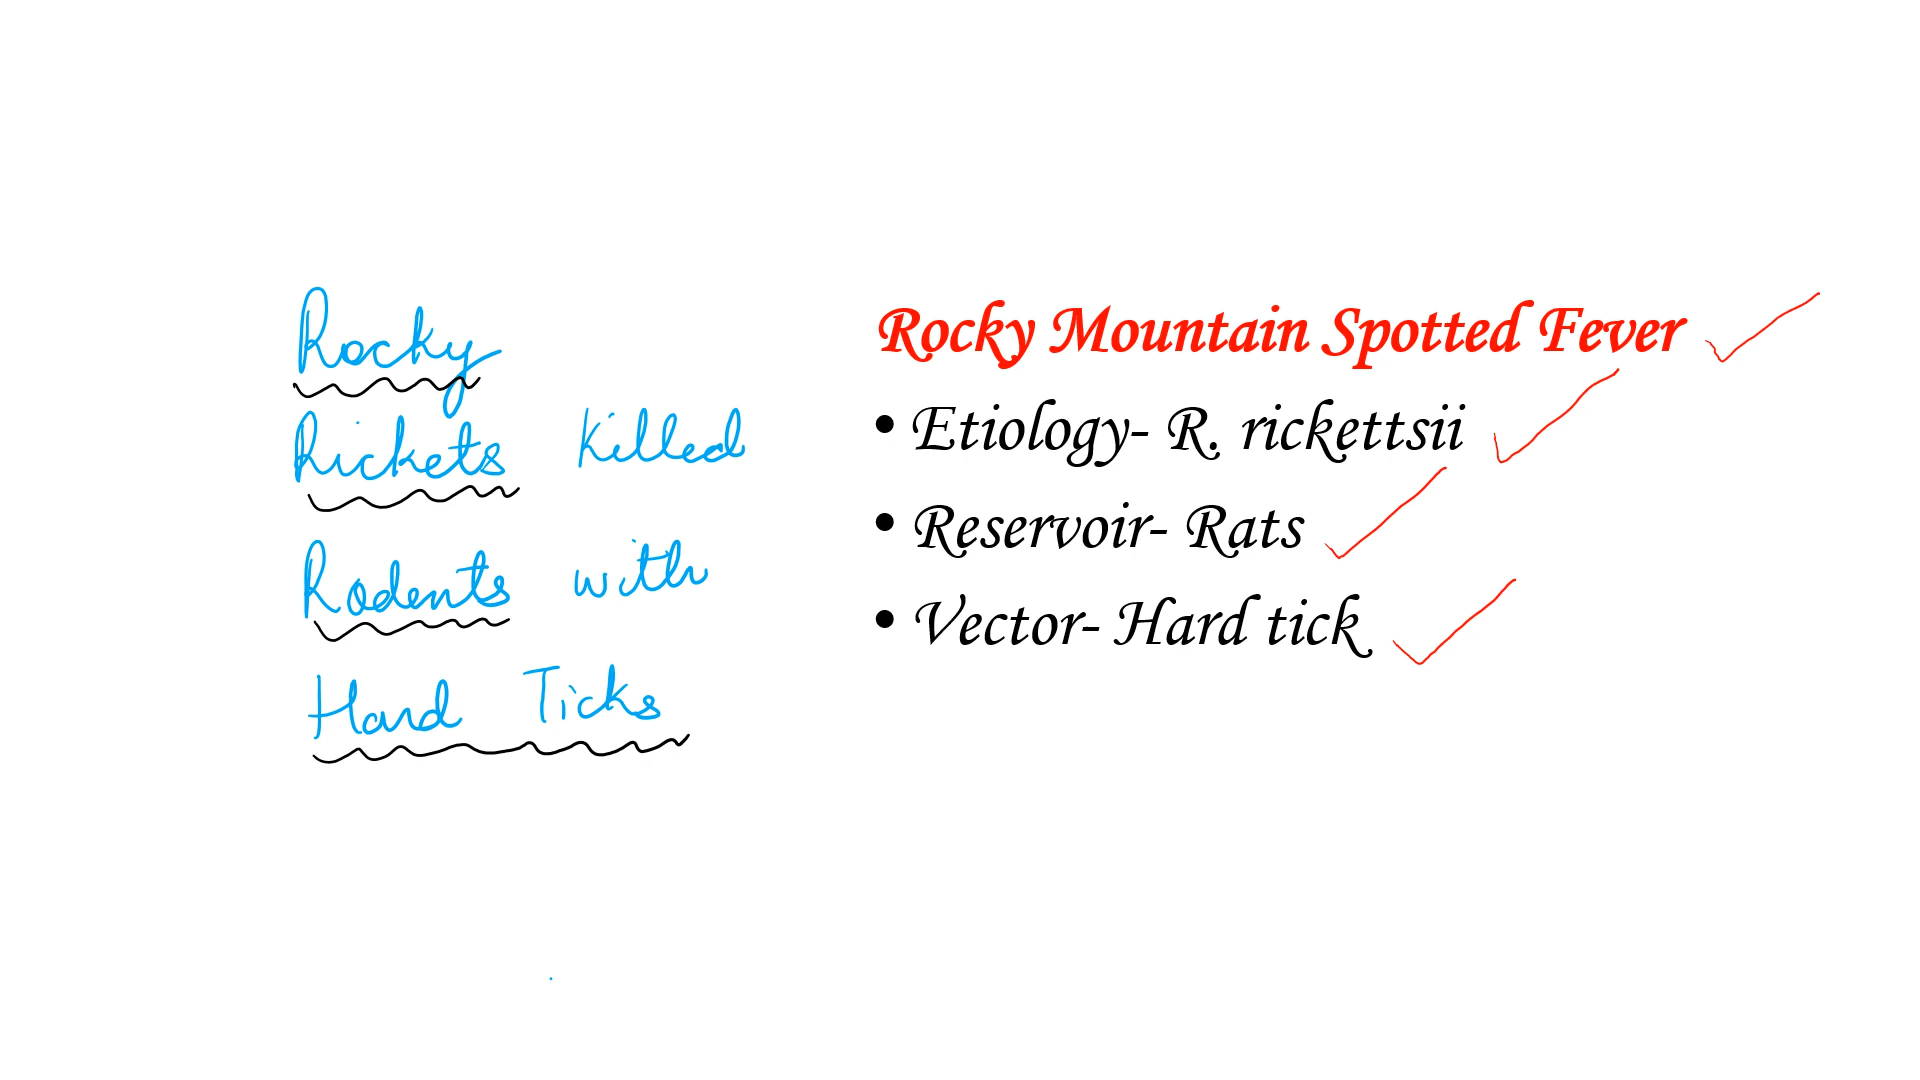 Rocky
Rickets Killed
Rodents with
Hard Ticks
Rocky Mountain Spotted Fever
• Etiology- R. rickettsii
• Reservoir- Rats
• Vector- Hard tick